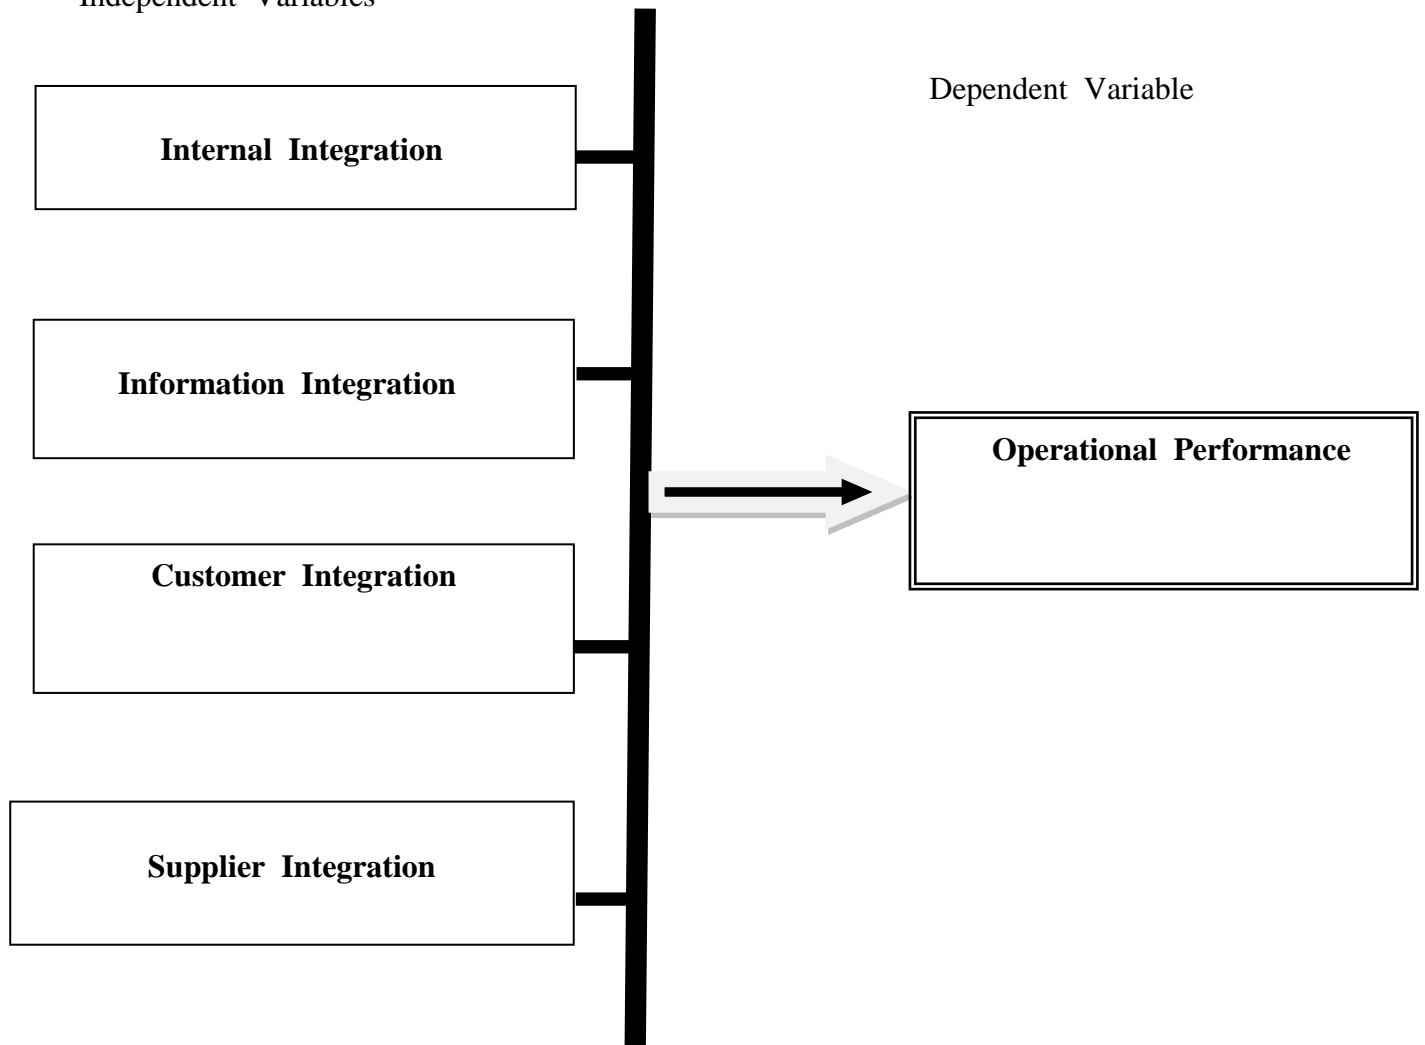 Independent Variables
Dependent Variable
Internal Integration
Information Integration
Operational Performance
Customer Integration
Supplier Integration